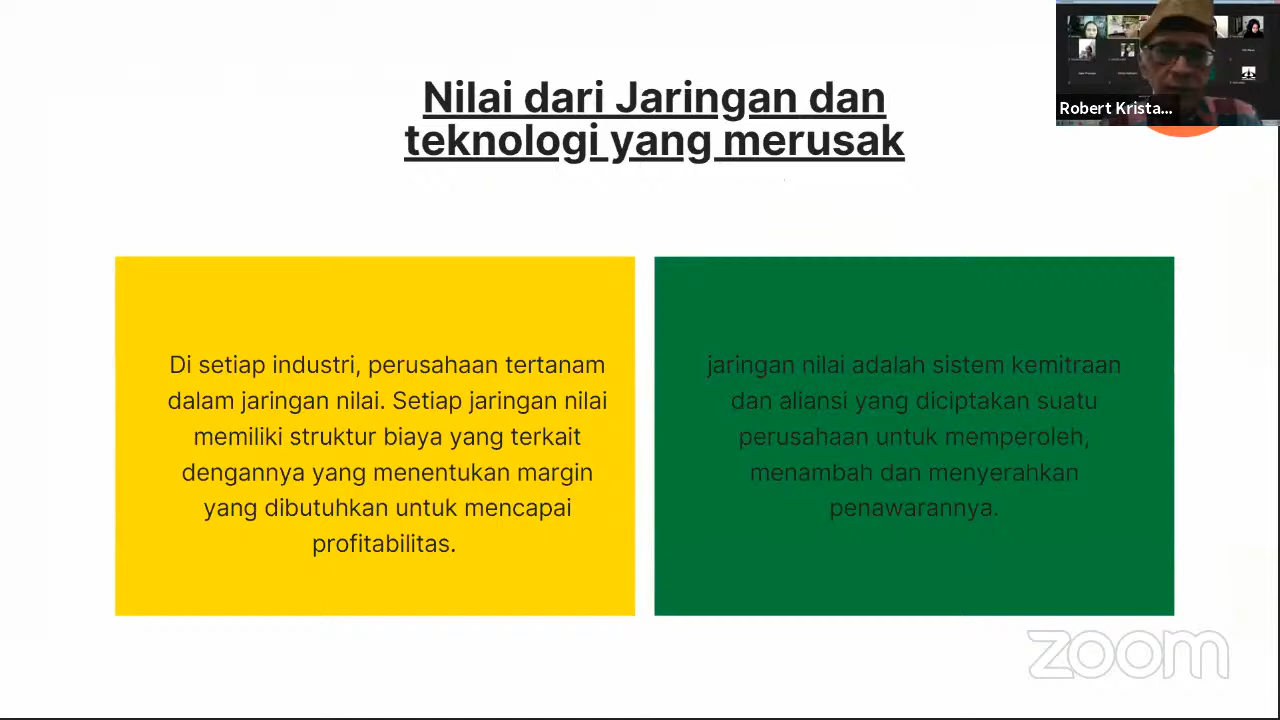 Nilai dari Jaringan dan
teknologi yang merusak
Robert Krista...
Di setiap industri, perusahaan tertanam
dalam jaringan nilai. Setiap jaringan nilai
memiliki struktur biaya yang terkait
dengannya yang menentukan margin
yang dibutuhkan untuk mencapai
profitabilitas.
jaringan nilai adalah sistem kemitraan
dan aliansi yang diciptakan suatu
perusahaan untuk memperoleh,
menambah dan menyerahkan
penawarannya.
zoom